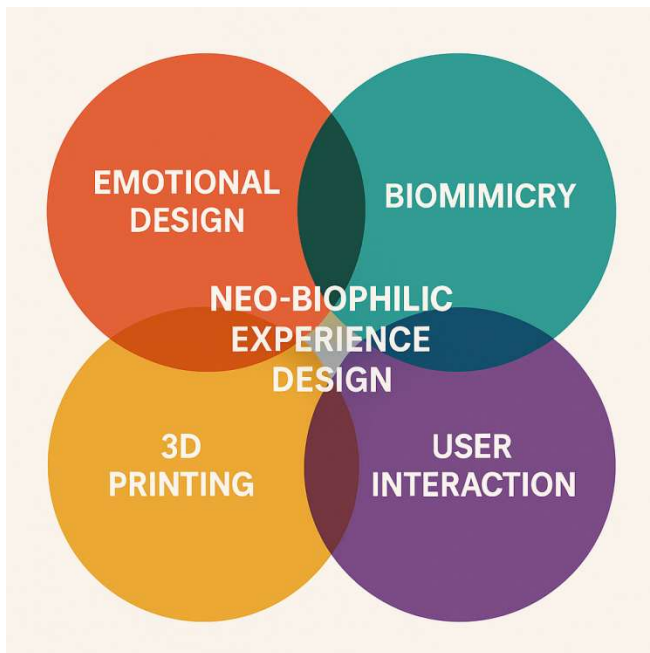 EMOTIONAL
DESIGN
BIOMIMICRY
NEO-BIOPHILIC
EXPERIENCE
DESIGN
3D
PRINTING
USER
INTERACTION